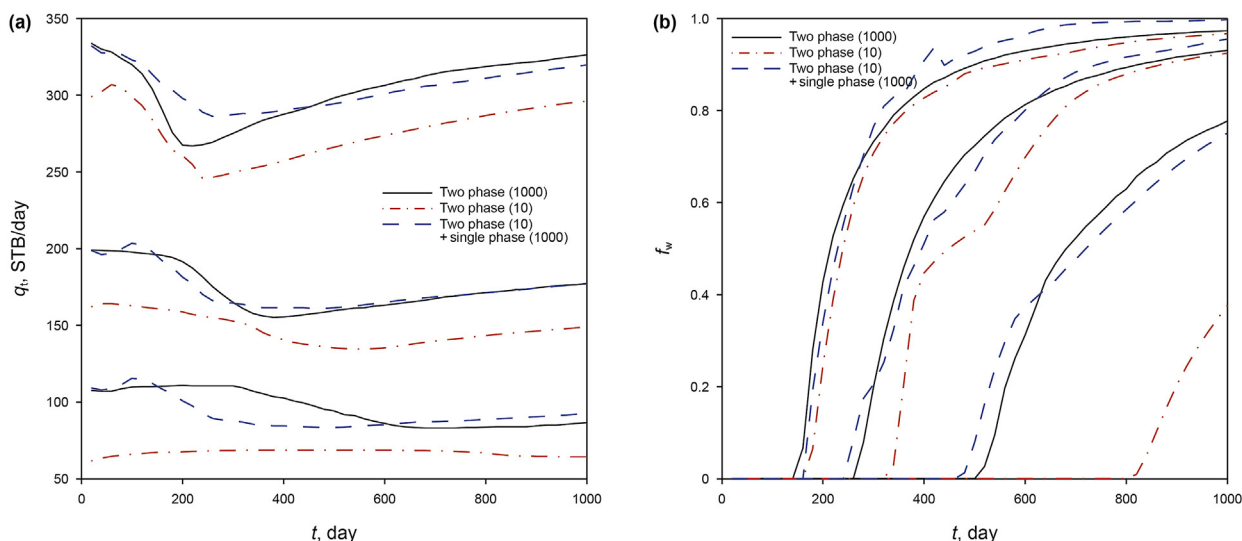 (a)
350
300
250
200
150
100
50
qt, STB/day
Two phase (1000)
Two phase (10)
Two phase (10)
+ single phase (1000)
0
200
400
600
800
1000
t, day
(b)
1.0
0.8
0.6
0.4
0.2
0
fw
Two phase (1000)
Two phase (10)
Two phase (10)
+ single phase (1000)
0
200
400
600
800
1000
t, day